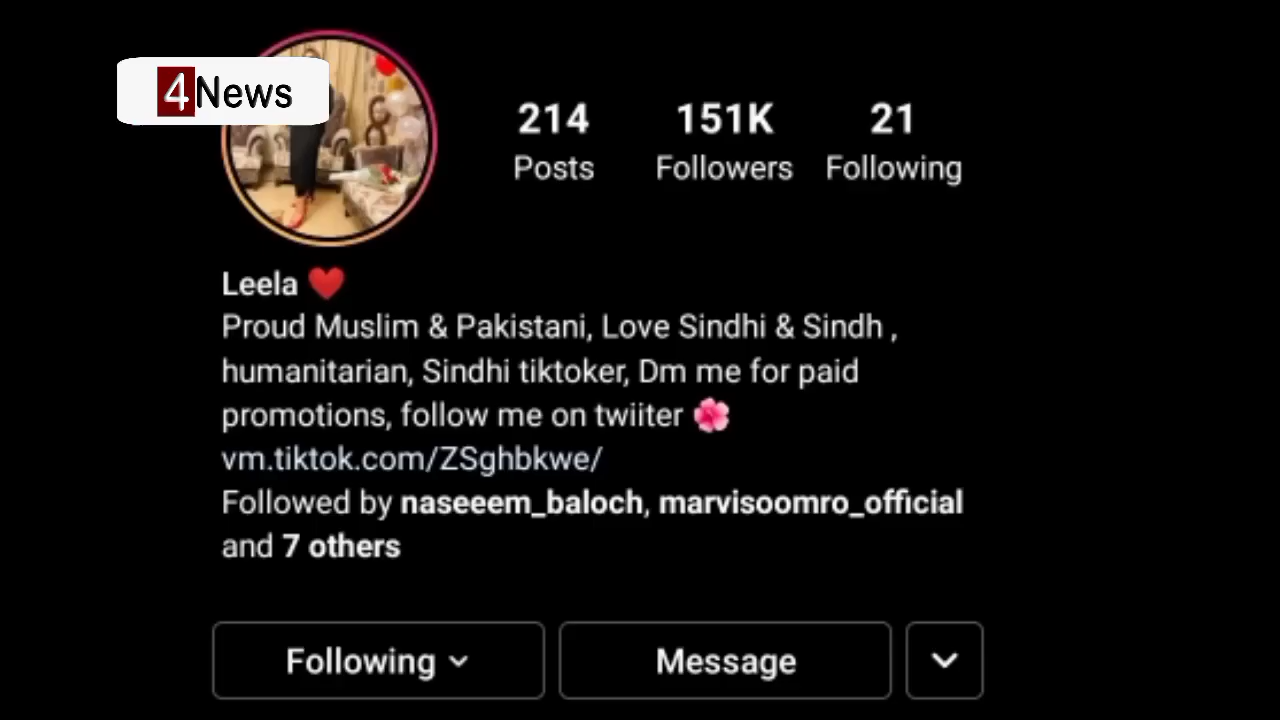 4News
214 151K 21
Posts Followers Following
Leela ❤️
Proud Muslim & Pakistani, Love Sindhi & Sindh ,
humanitarian, Sindhi tiktoker, Dm me for paid
promotions, follow me on twiiter 🌺
vm.tiktok.com/ZSghbkwe/
Followed by naseeem_baloch, marvisoomro_official
and 7 others
Following Message